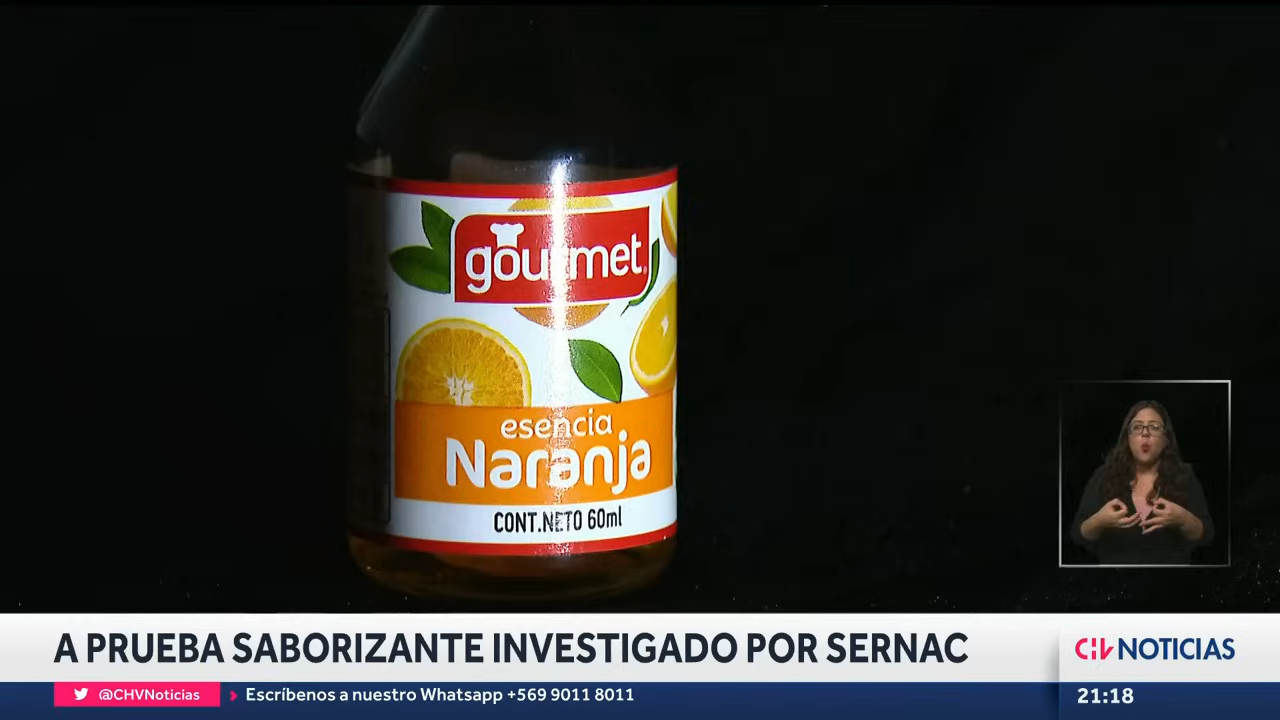 gourmet
esencia
Naranja
CONT.NETO 60ml
A PRUEBA SABORIZANTE INVESTIGADO POR SERNAC
CHV NOTICIAS
@CHVNoticias
Escríbenos a nuestro Whatsapp +569 9011 8011
21:18